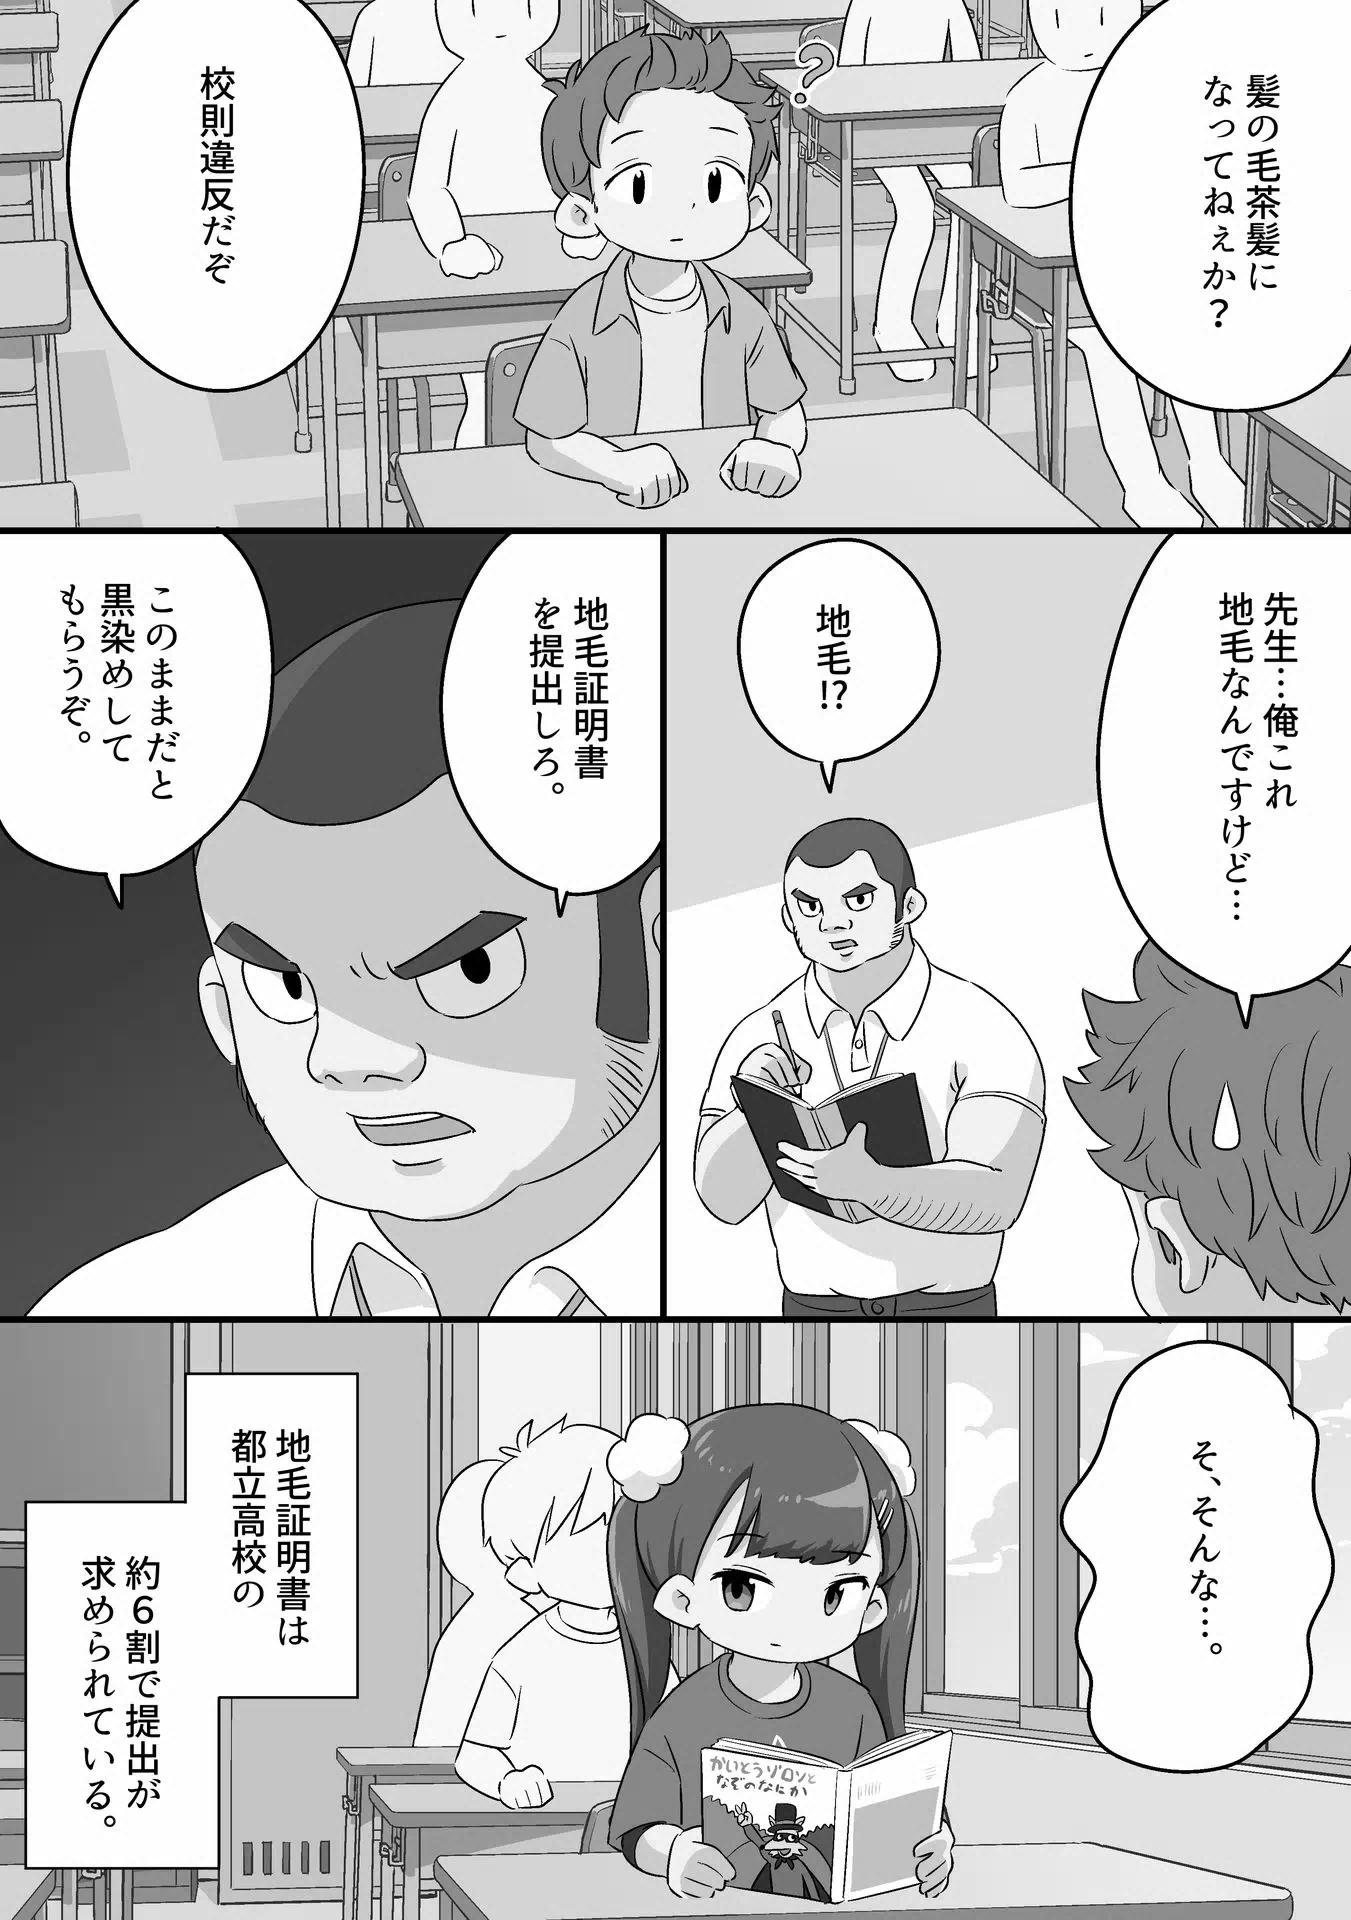 髪の毛茶髪に
なってねぇか?
?
校則違反だぞ
先生…俺これ
地毛なんですけど…
地毛!?
地毛証明書
を提出しろ。
このままだと
黒染めして
もらうぞ。
そ、そんな…。
地毛証明書は
都立高校の
約6割で提出が
求められている。
かいとうゾロソと
なぞのなにか